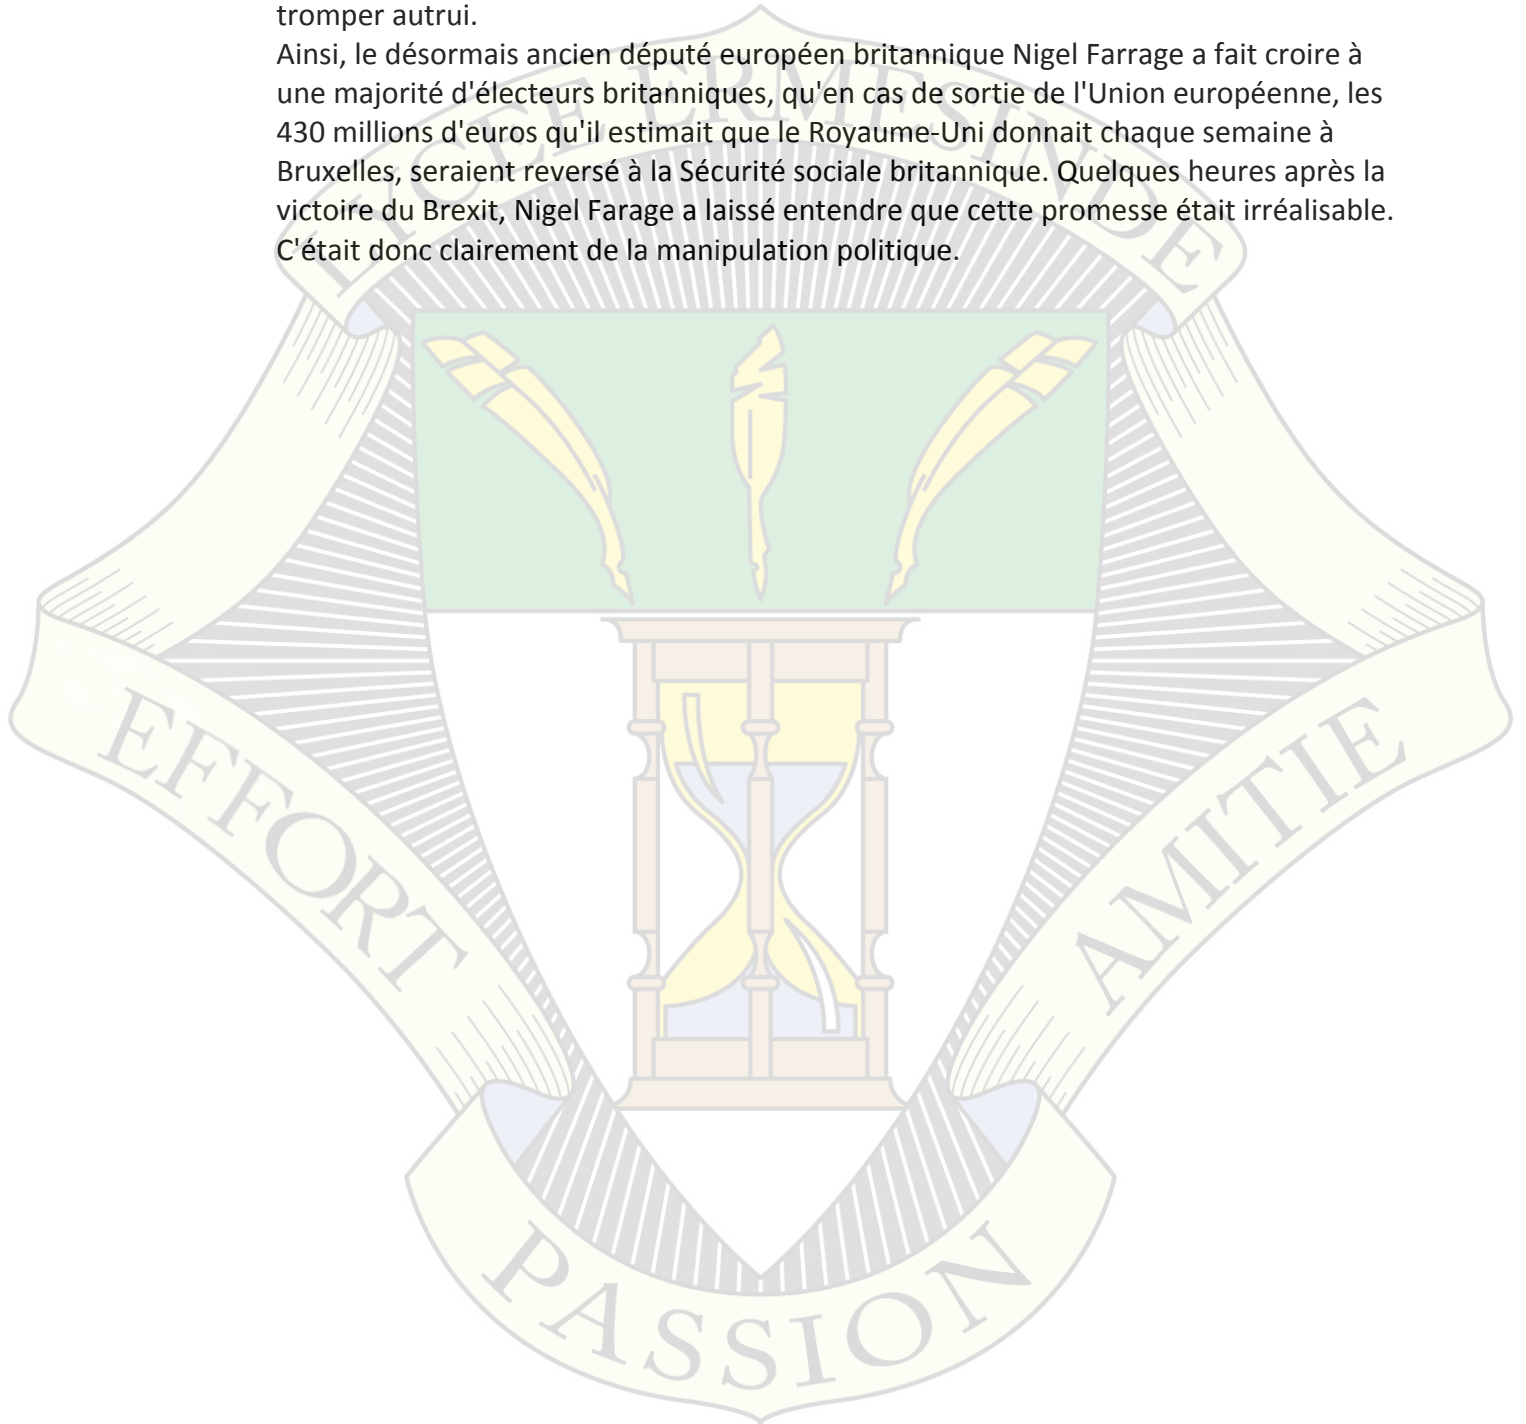 tromper autrui.
Ainsi, le désormais ancien député européen britannique Nigel Farrage a fait croire à
une majorité d'électeurs britanniques, qu'en cas de sortie de l'Union européenne, les
430 millions d'euros qu'il estimait que le Royaume-Uni donnait chaque semaine à
Bruxelles, seraient reversé à la Sécurité sociale britannique. Quelques heures après la
victoire du Brexit, Nigel Farage a laissé entendre que cette promesse était irréalisable.
C'était donc clairement de la manipulation politique.
LYCEE ERMESINDE
EFFORT
AMITIE
PASSION